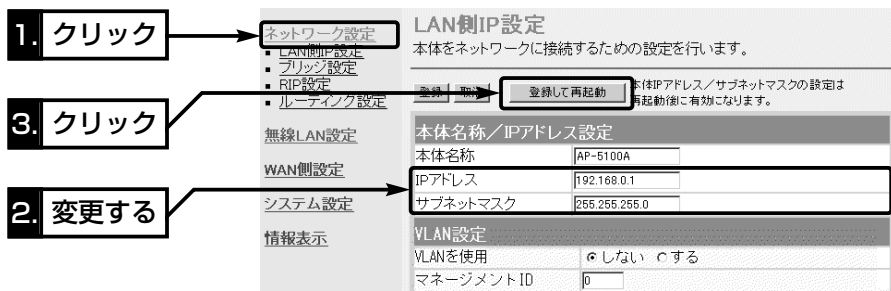 1. クリック
3. クリック
2. 変更する
ネットワーク設定
LAN側IP設定
ブリッジ設定
RIP設定
ルーティング設定
無線LAN設定
WAN側設定
システム設定
情報表示
LAN側IP設定
本体をネットワークに接続するための設定を行います。
登録 取消 登録して再起動 本体IPアドレス／サブネットマスクの設定は
再起動後に有効になります。
本体名称／IPアドレス設定
本体名称 AP-5100A
IPアドレス 192.168.0.1
サブネットマスク 255.255.255.0
VLAN設定
VLANを使用 しない する
マネージメントID 0